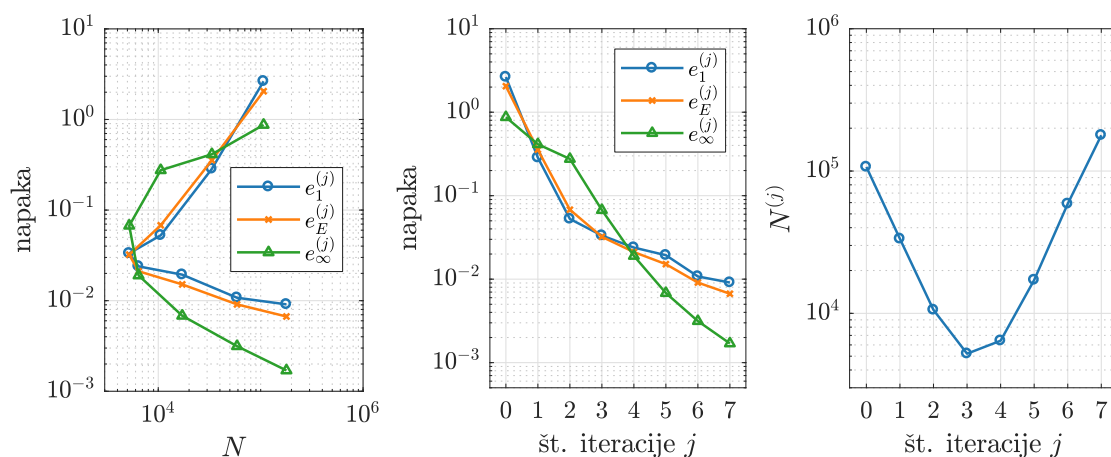 napaka
10^1
10^0
10^{-1}
10^{-2}
10^{-3}
10^4
10^6
N
e_1^{(j)}
e_E^{(j)}
e_∞^{(j)}
napaka
10^1
10^0
10^{-1}
10^{-2}
10^{-3}
0 1 2 3 4 5 6 7
št. iteracije j
e_1^{(j)}
e_E^{(j)}
e_∞^{(j)}
N^{(j)}
10^6
10^5
10^4
0 1 2 3 4 5 6 7
št. iteracije j